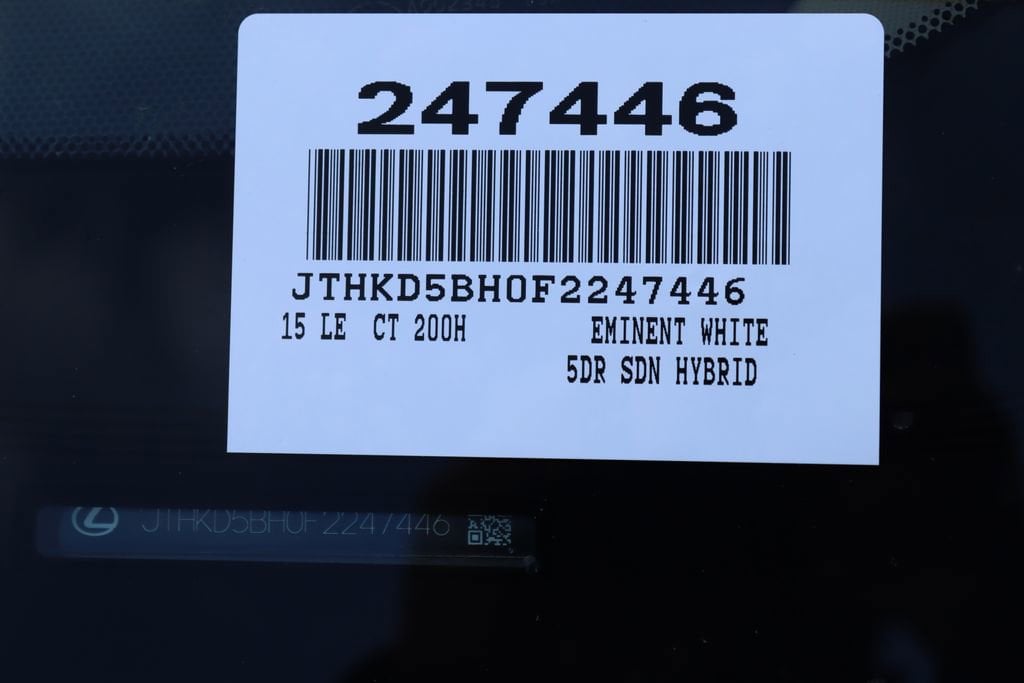 247446
JTHKD5BH0F2247446
15 LE CT 200H EMINENT WHITE
5DR SDN HYBRID
JTHKD5BH0F2247446